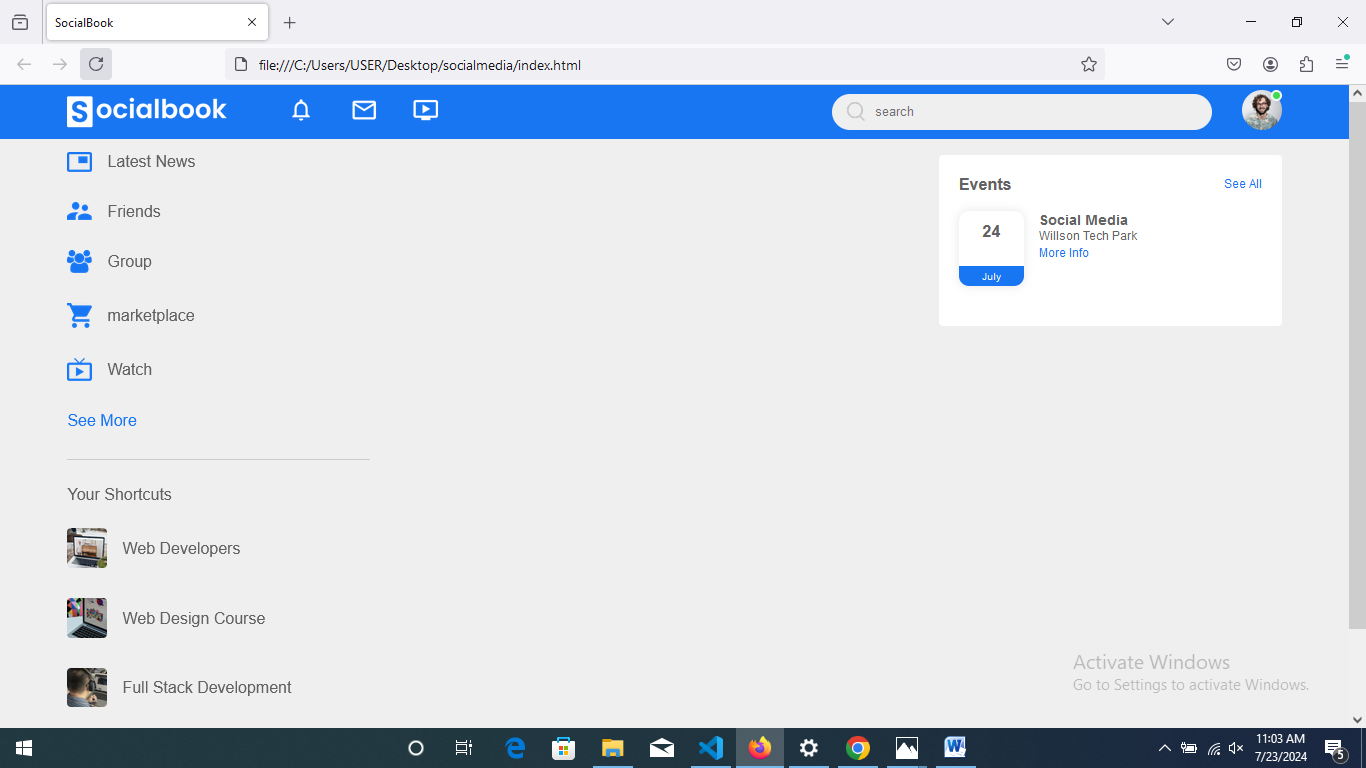 SocialBook
file:///C:/Users/USER/Desktop/socialmedia/index.html
Socialbook
search
Latest News
Friends
Group
marketplace
Watch
See More
Your Shortcuts
Web Developers
Web Design Course
Full Stack Development
Events
See All
24
July
Social Media
Willson Tech Park
More Info
Activate Windows
Go to Settings to activate Windows.
11:03 AM
7/23/2024
5